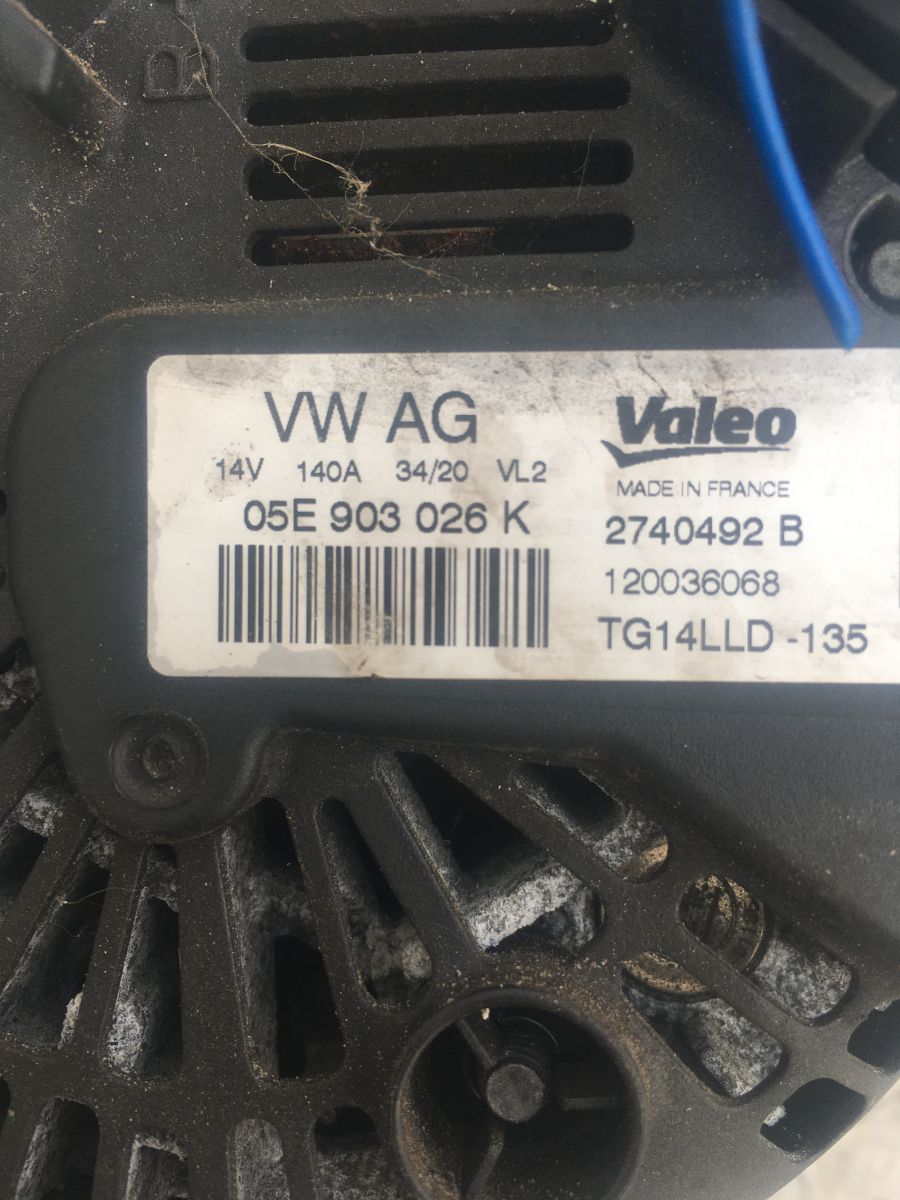 B+
VW AG
14V 140A 34/20 VL2
05E 903 026 K
Valeo
MADE IN FRANCE
2740492 B
120036068
TG14LLD -135